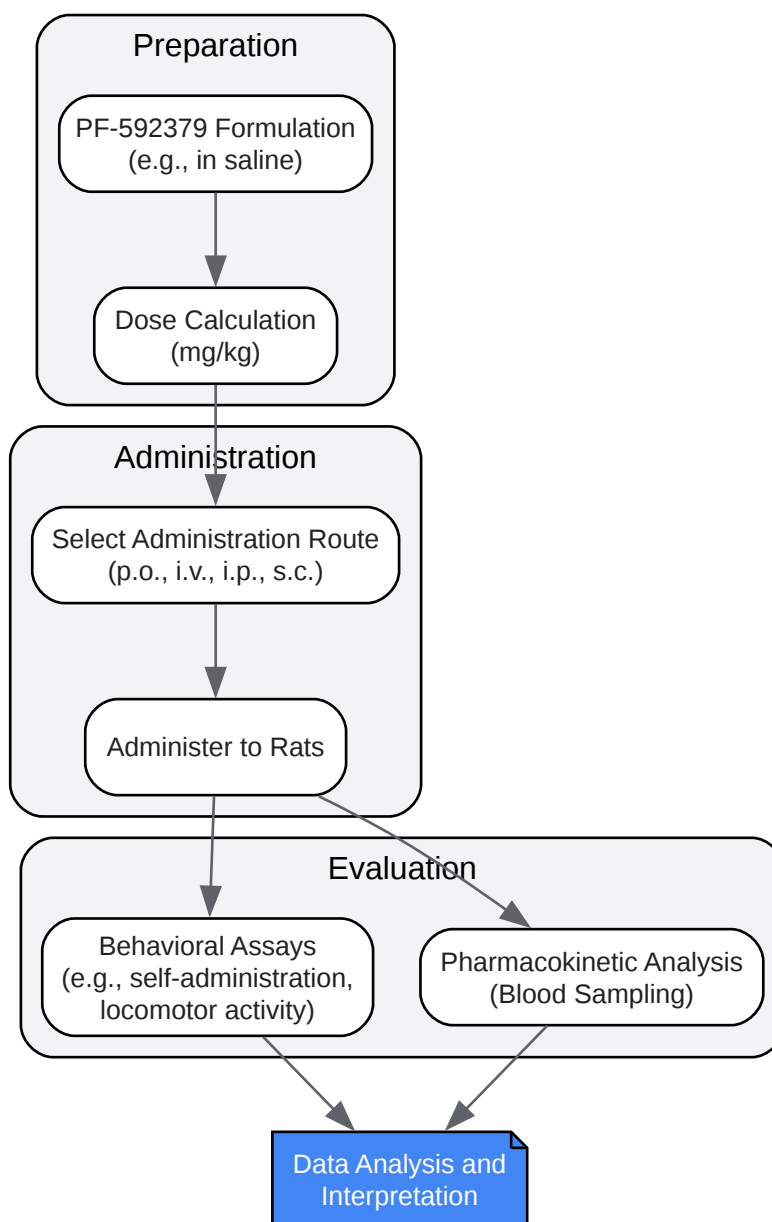 Preparation
PF-592379 Formulation
(e.g., in saline)
Dose Calculation
(mg/kg)
Administration
Select Administration Route
(p.o., i.v., i.p., s.c.)
Administer to Rats
Evaluation
Behavioral Assays
(e.g., self-administration,
locomotor activity)
Pharmacokinetic Analysis
(Blood Sampling)
Data Analysis and
Interpretation